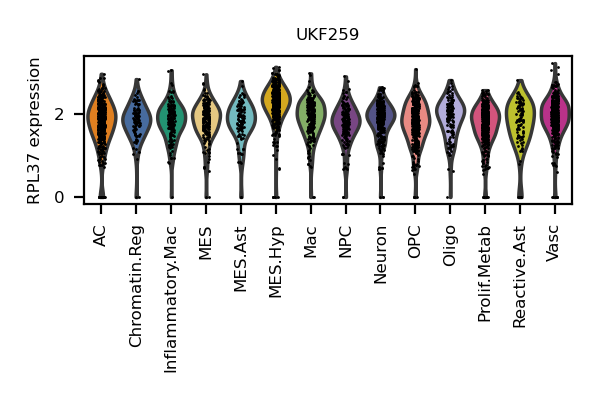 UKF259
RPL37 expression
2
0
AC
Chromatin.Reg
Inflammatory.Mac
MES
MES.Ast
MES.Hyp
Mac
NPC
Neuron
OPC
Oligo
Prolif.Metab
Reactive.Ast
Vasc